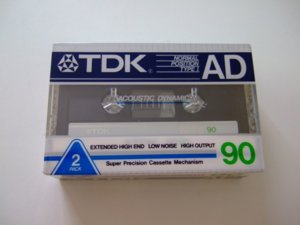 TDK
NORMAL
POSITION
TYPE I
AD
ACOUSTIC DYNAMIC
TDK
90
2
PACK
EXTENDED HIGH END LOW NOISE HIGH OUTPUT
Super Precision Cassette Mechanism
90